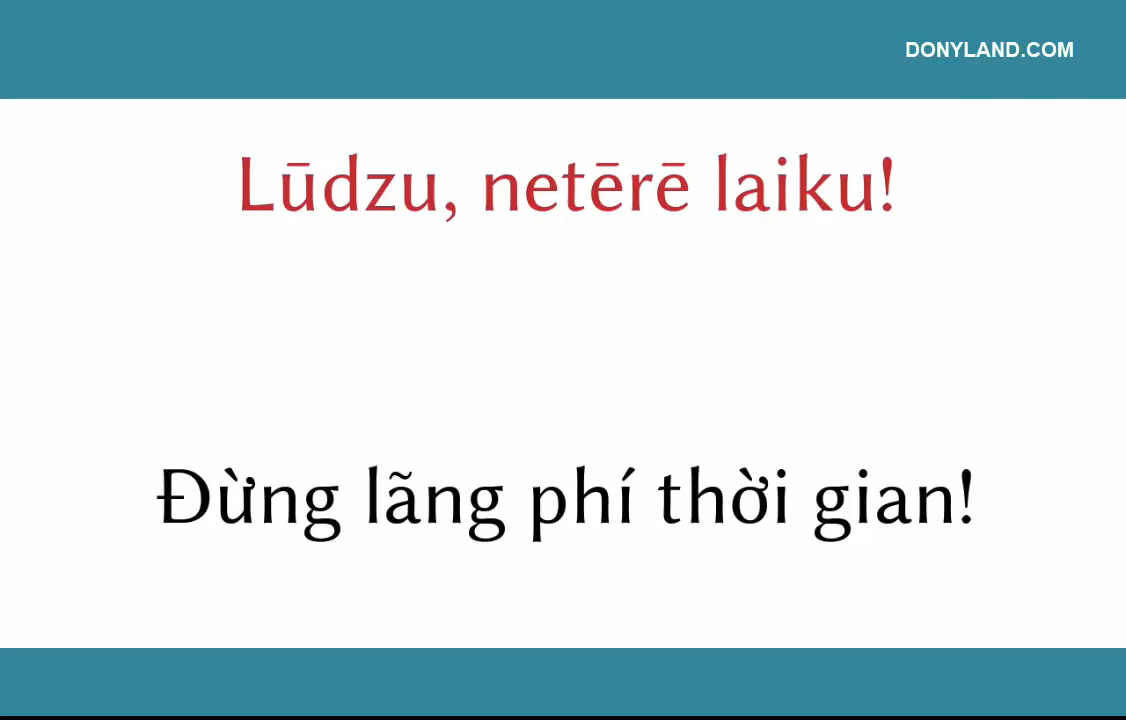 DONYLAND.COM
Lūdzu, netērē laiku!
Đừng lãng phí thời gian!